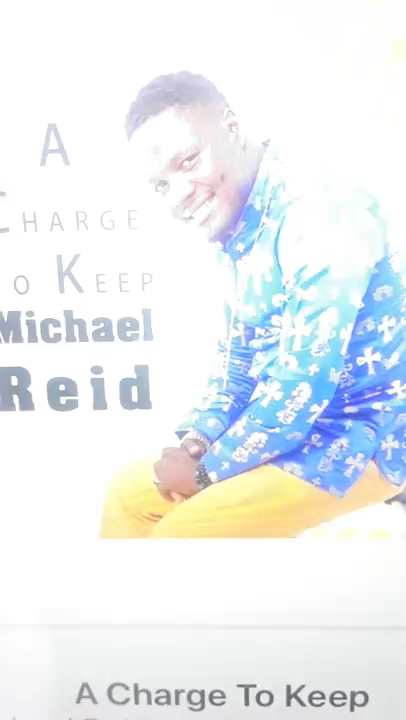 A
CHARGE
TO KEEP
Michael
Reid
A Charge To Keep